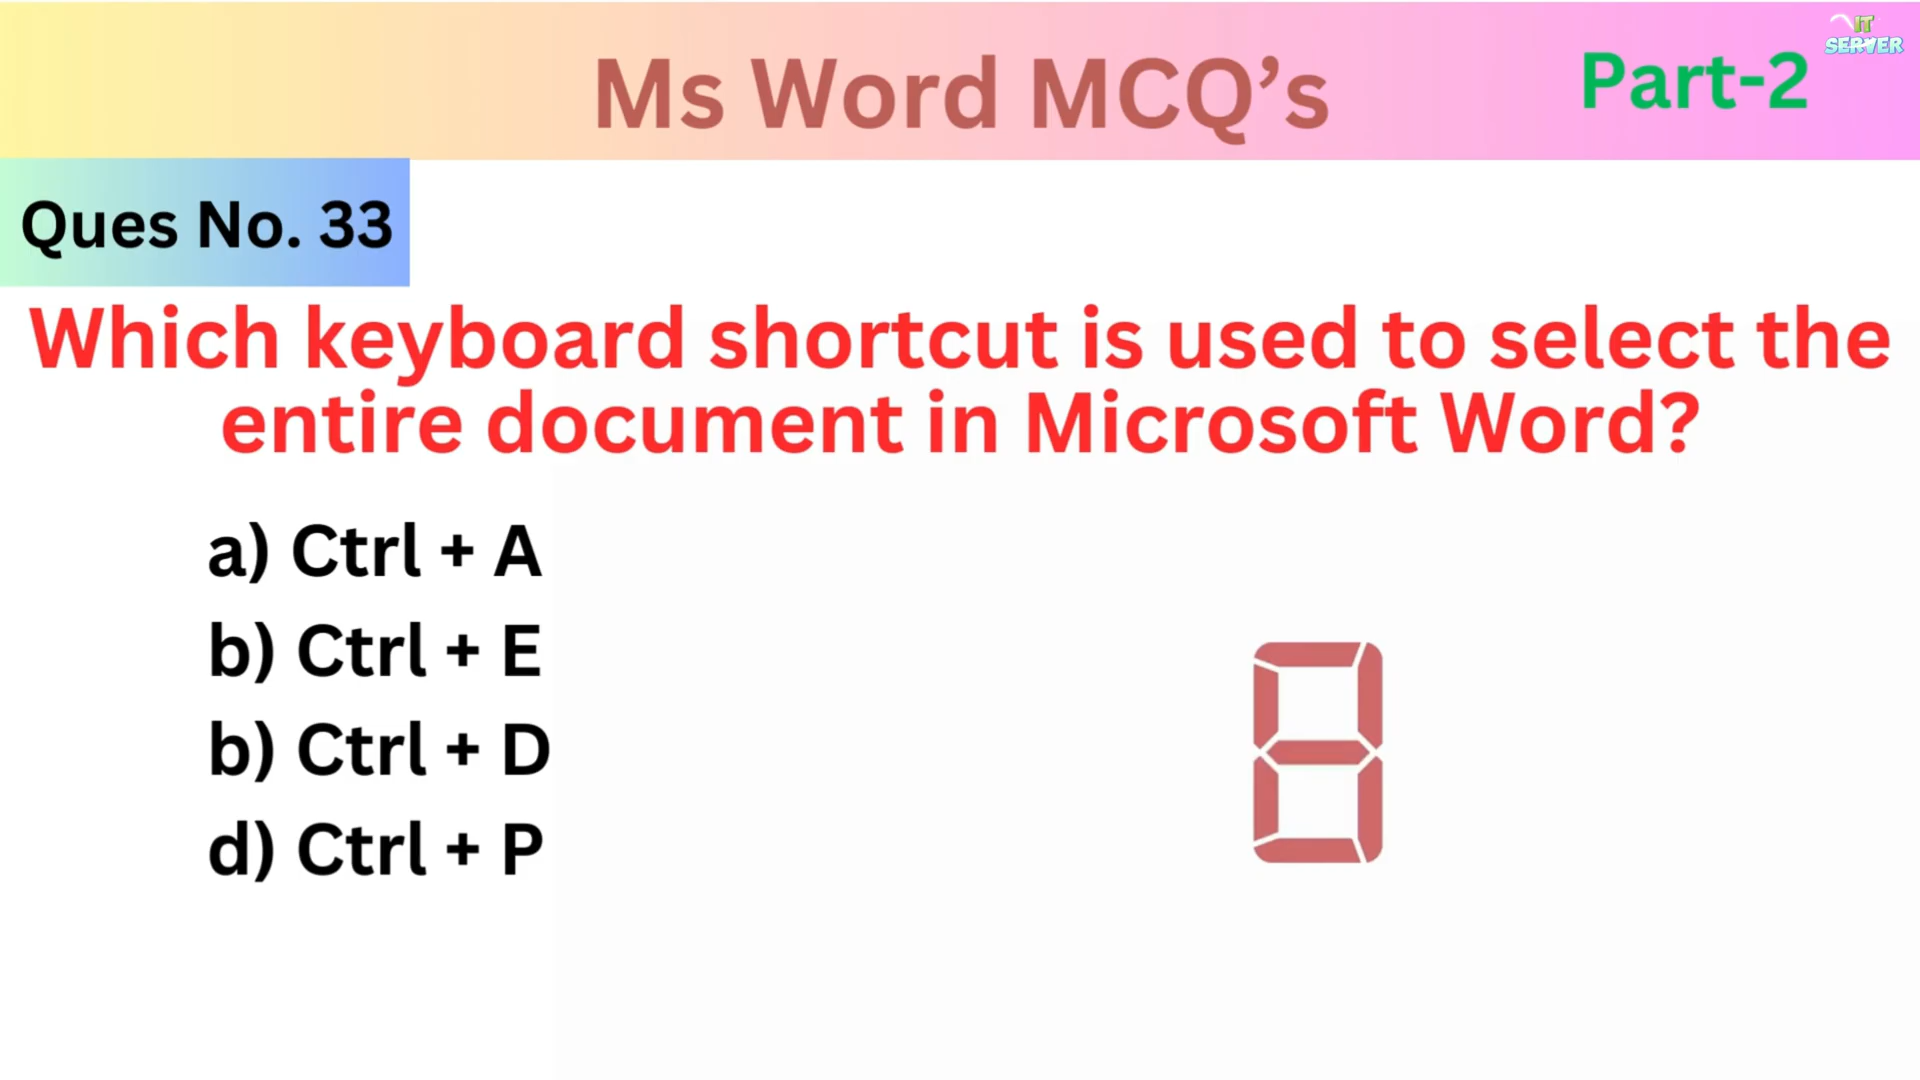 Ms Word MCQ’s
Part-2
IT
SERVER
Ques No. 33
Which keyboard shortcut is used to select the
entire document in Microsoft Word?
a) Ctrl + A
b) Ctrl + E
b) Ctrl + D
d) Ctrl + P
8